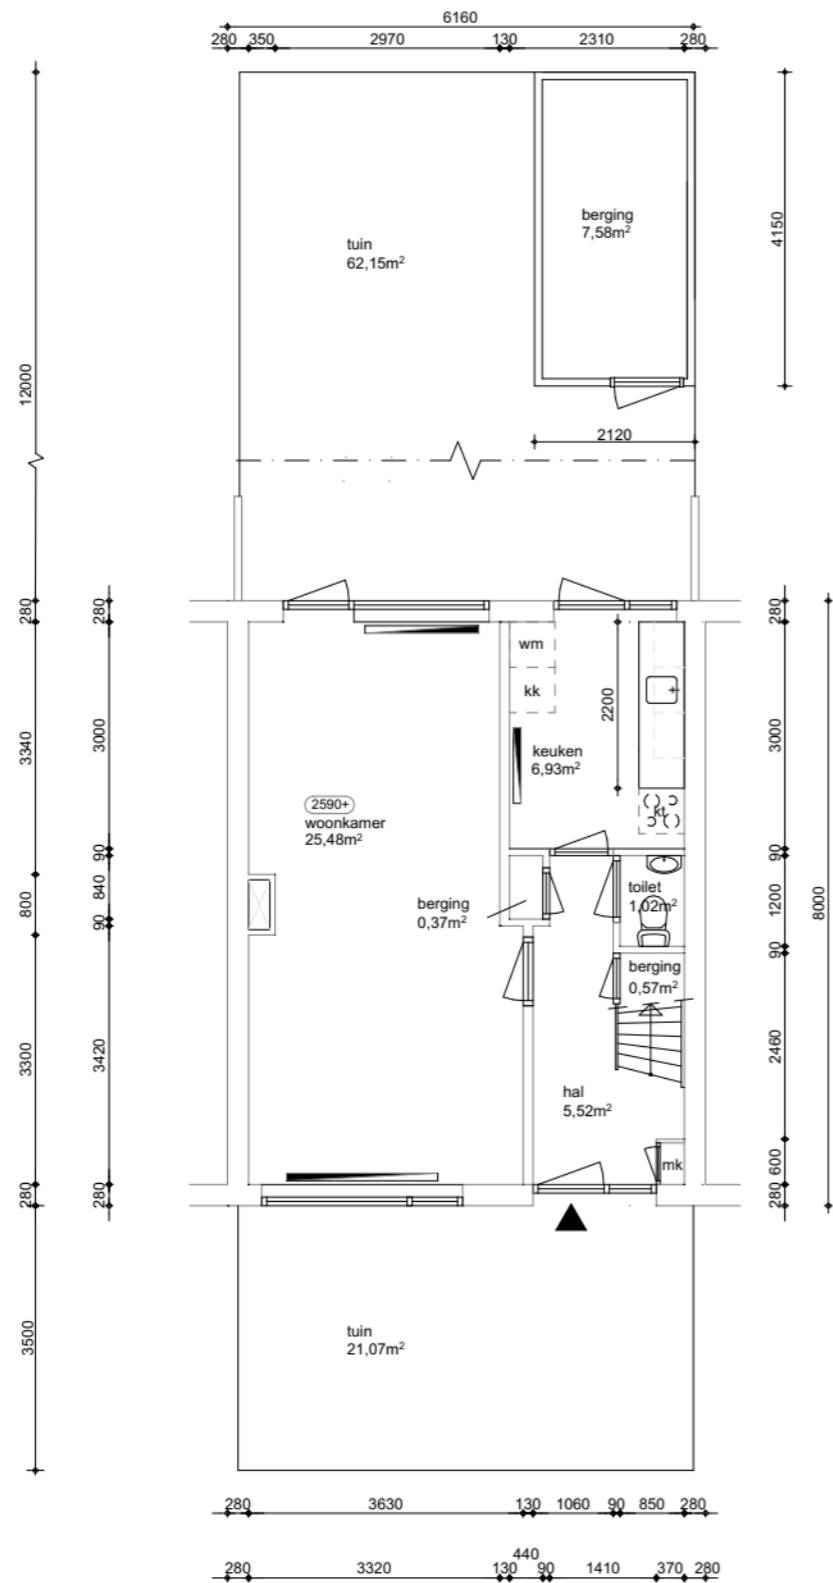 6160
280 350 2970 130 2310 280
berging
7,58m²
4150
tuin
62,15m²
12000
2120
280 280 280
wm
kk
2200
3340 3000 3000
keuken
6,93m²
kt
2590+
woonkamer
25,48m²
90 90
toilet
1,02m²
840 1200
800
berging
0,37m²
8000
90 90
berging
0,57m²
3300 3420 2460
hal
5,52m²
mk
600
280 280 280
tuin
21,07m²
3500
280 3630 130 1060 90 850 280
440
280 3320 130 90 1410 370 280